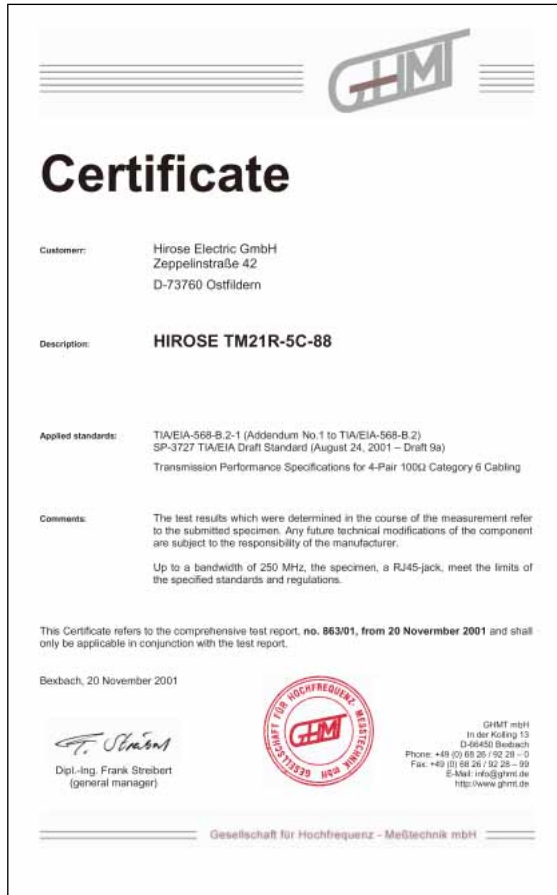 GHMT
Certificate
Customerr:
Hirose Electric GmbH
Zeppelinstraße 42
D-73760 Ostfildern
Description:
HIROSE TM21R-5C-88
Applied standards:
TIA/EIA-568-B.2-1 (Addendum No.1 to TIA/EIA-568-B.2)
SP-3727 TIA/EIA Draft Standard (August 24, 2001 – Draft 9a)
Transmission Performance Specifications for 4-Pair 100Ω Category 6 Cabling
Comments:
The test results which were determined in the course of the measurement refer
to the submitted specimen. Any future technical modifications of the component
are subject to the responsibility of the manufacturer.
Up to a bandwidth of 250 MHz, the specimen, a RJ45-jack, meet the limits of
the specified standards and regulations.
This Certificate refers to the comprehensive test report, no. 863/01, from 20 Novermber 2001 and shall
only be applicable in conjunction with the test report.
Bexbach, 20 November 2001
F. Streibert
Dipl.-Ing. Frank Streibert
(general manager)
GESELLSCHAFT FÜR HOCHFREQUENZ- MESSTECHNIK mbH
GHMT
GHMT mbH
In der Kolling 13
D-66450 Bexbach
Phone: +49 (0) 68 26 / 92 28 – 0
Fax: +49 (0) 68 26 / 92 28 – 99
E-Mail: info@ghmt.de
http://www.ghmt.de
Gesellschaft für Hochfrequenz - Meßtechnik mbH